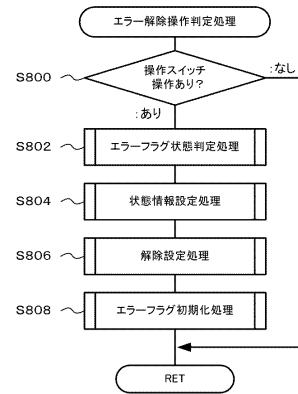 エラー解除操作判定処理
S800
操作スイッチ
操作あり?
:なし
:あり
S802
エラーフラグ状態判定処理
S804
状態情報設定処理
S806
解除設定処理
S808
エラーフラグ初期化処理
RET